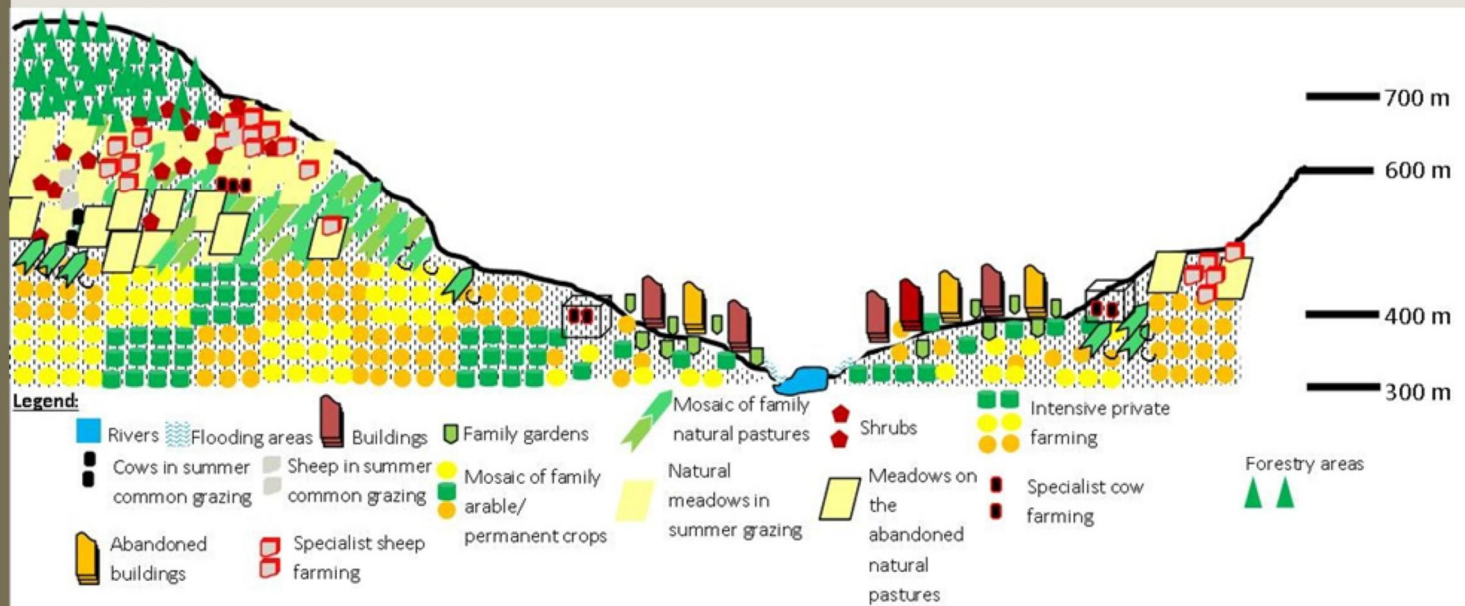 700 m
600 m
400 m
300 m
Legend:
Rivers
Flooding areas
Buildings
Family gardens
Mosaic of family
natural pastures
Shrubs
Intensive private
farming
Cows in summer
common grazing
Sheep in summer
common grazing
Mosaic of family
arable/
permanent crops
Natural
meadows in
summer grazing
Meadows on
the
abandoned
natural
pastures
Specialist cow
farming
Forestry areas
Abandoned
buildings
Specialist sheep
farming